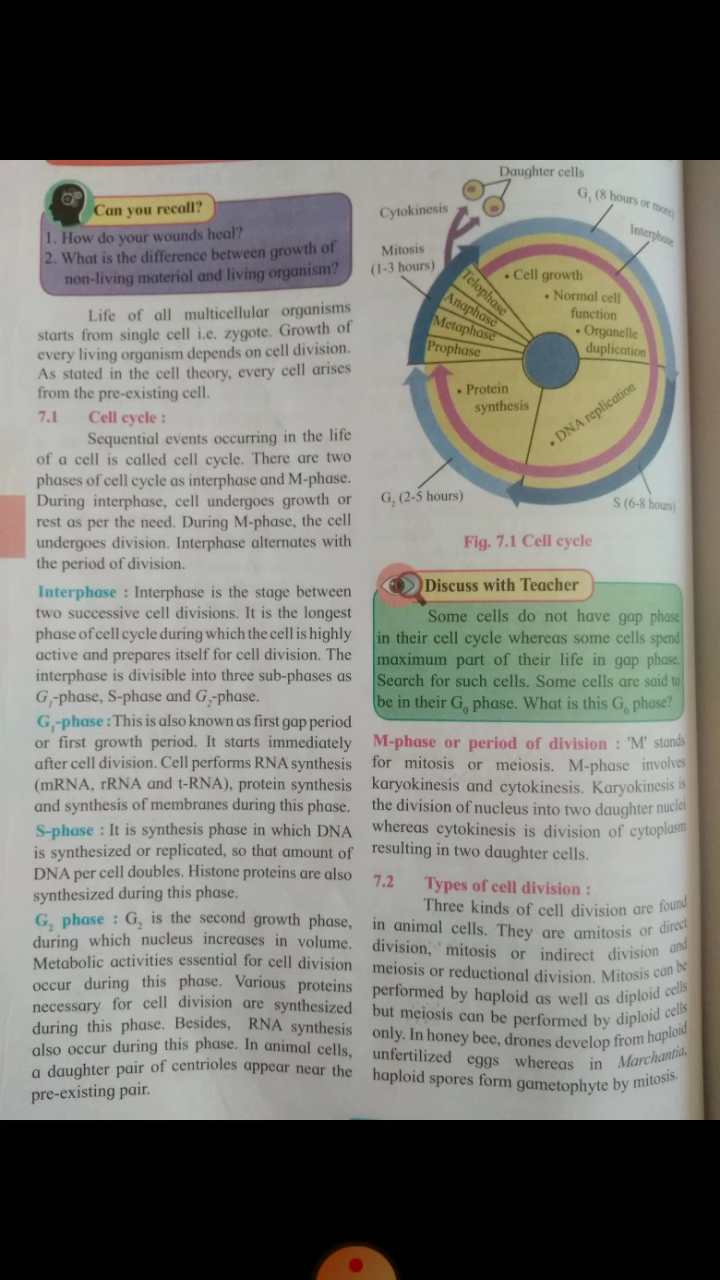 Can you recall?
1. How do your wounds heal?
2. What is the difference between growth of
non-living material and living organism?
Life of all multicellular organisms
starts from single cell i.e. zygote. Growth of
every living organism depends on cell division.
As stated in the cell theory, every cell arises
from the pre-existing cell.
7.1 Cell cycle :
Sequential events occurring in the life
of a cell is called cell cycle. There are two
phases of cell cycle as interphase and M-phase.
During interphase, cell undergoes growth or
rest as per the need. During M-phase, the cell
undergoes division. Interphase alternates with
the period of division.
Interphase : Interphase is the stage between
two successive cell divisions. It is the longest
phase of cell cycle during which the cell is highly
active and prepares itself for cell division. The
interphase is divisible into three sub-phases as
G₁-phase, S-phase and G₂-phase.
G₁-phase : This is also known as first gap period
or first growth period. It starts immediately
after cell division. Cell performs RNA synthesis
(mRNA, rRNA and t-RNA), protein synthesis
and synthesis of membranes during this phase.
S-phase : It is synthesis phase in which DNA
is synthesized or replicated, so that amount of
DNA per cell doubles. Histone proteins are also
synthesized during this phase.
G₂ phase : G₂ is the second growth phase,
during which nucleus increases in volume.
Metabolic activities essential for cell division
occur during this phase. Various proteins
necessary for cell division are synthesized
during this phase. Besides, RNA synthesis
also occur during this phase. In animal cells,
a daughter pair of centrioles appear near the
pre-existing pair.
Daughter cells
Cytokinesis
G₁ (8 hours or more)
Interphase
Mitosis
(1-3 hours)
Telophase
Anaphase
Metaphase
Prophase
• Cell growth
• Normal cell
function
• Organelle
duplication
• Protein
synthesis
• DNA replication
G₂ (2-5 hours)
S (6-8 hours)
Fig. 7.1 Cell cycle
Discuss with Teacher
Some cells do not have gap phase
in their cell cycle whereas some cells spend
maximum part of their life in gap phase.
Search for such cells. Some cells are said to
be in their G₀ phase. What is this G₀ phase?
M-phase or period of division : 'M' stands
for mitosis or meiosis. M-phase involves
karyokinesis and cytokinesis. Karyokinesis is
the division of nucleus into two daughter nuclei
whereas cytokinesis is division of cytoplasm
resulting in two daughter cells.
7.2 Types of cell division :
Three kinds of cell division are found
in animal cells. They are amitosis or direct
division, mitosis or indirect division and
meiosis or reductional division. Mitosis can be
performed by haploid as well as diploid cells
but meiosis can be performed by diploid cells
only. In honey bee, drones develop from haploid
unfertilized eggs whereas in Marchantia,
haploid spores form gametophyte by mitosis.